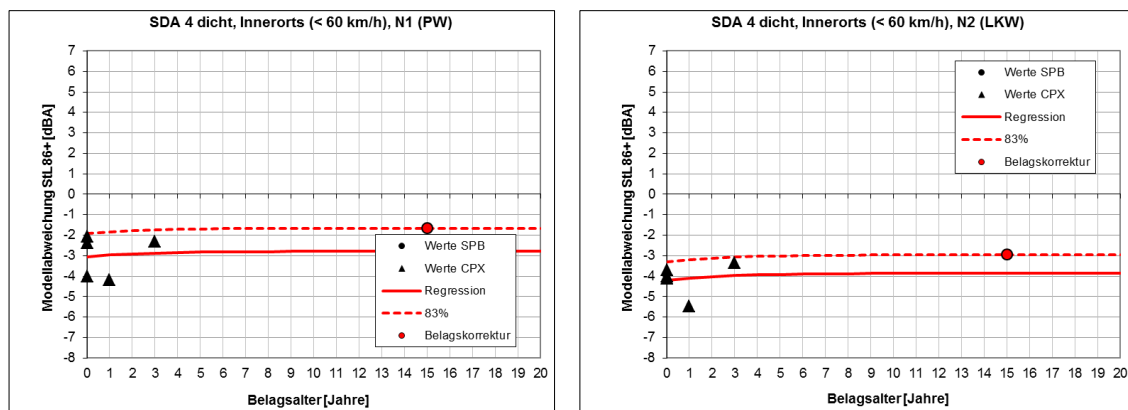 SDA 4 dicht, Innerorts (< 60 km/h), N1 (PW)
Modellabweichung StL86+ [dBA]
7
6
5
4
3
2
1
0
-1
-2
-3
-4
-5
-6
-7
-8
Werte SPB
Werte CPX
Regression
83%
Belagskorrektur
0 1 2 3 4 5 6 7 8 9 10 11 12 13 14 15 16 17 18 19 20
Belagsalter [Jahre]
SDA 4 dicht, Innerorts (< 60 km/h), N2 (LKW)
Modellabweichung StL86+ [dBA]
7
6
5
4
3
2
1
0
-1
-2
-3
-4
-5
-6
-7
-8
Werte SPB
Werte CPX
Regression
83%
Belagskorrektur
0 1 2 3 4 5 6 7 8 9 10 11 12 13 14 15 16 17 18 19 20
Belagsalter [Jahre]